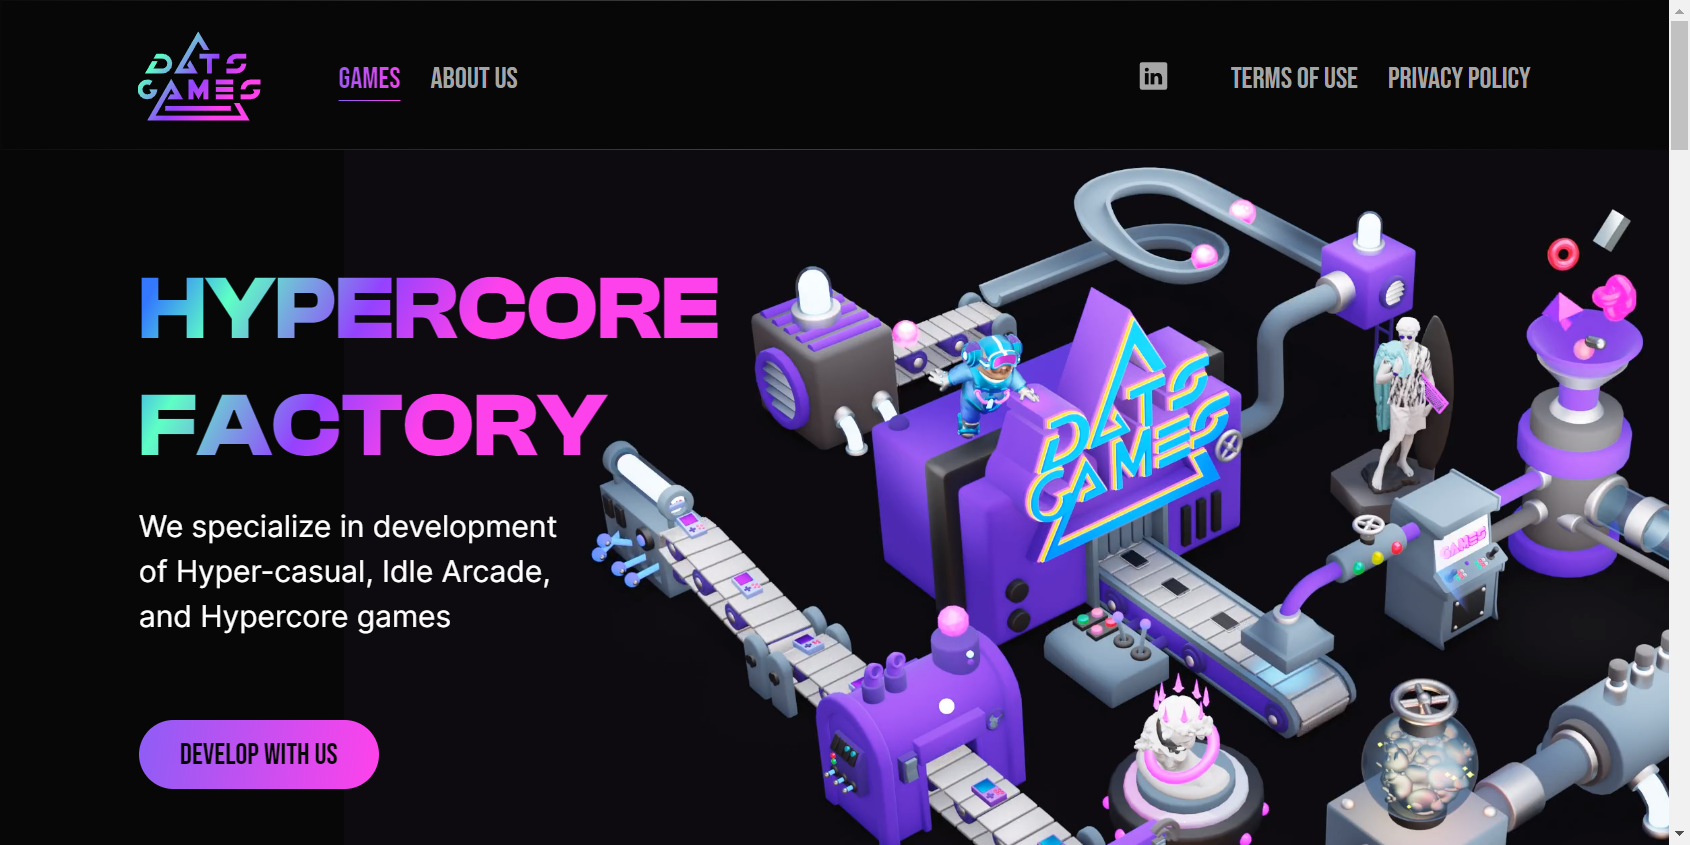 DATS
GAMES
GAMES
ABOUT US
in
TERMS OF USE
PRIVACY POLICY
HYPERCORE
FACTORY
We specialize in development
of Hyper-casual, Idle Arcade,
and Hypercore games
DEVELOP WITH US
DATS
GAMES
GAMES